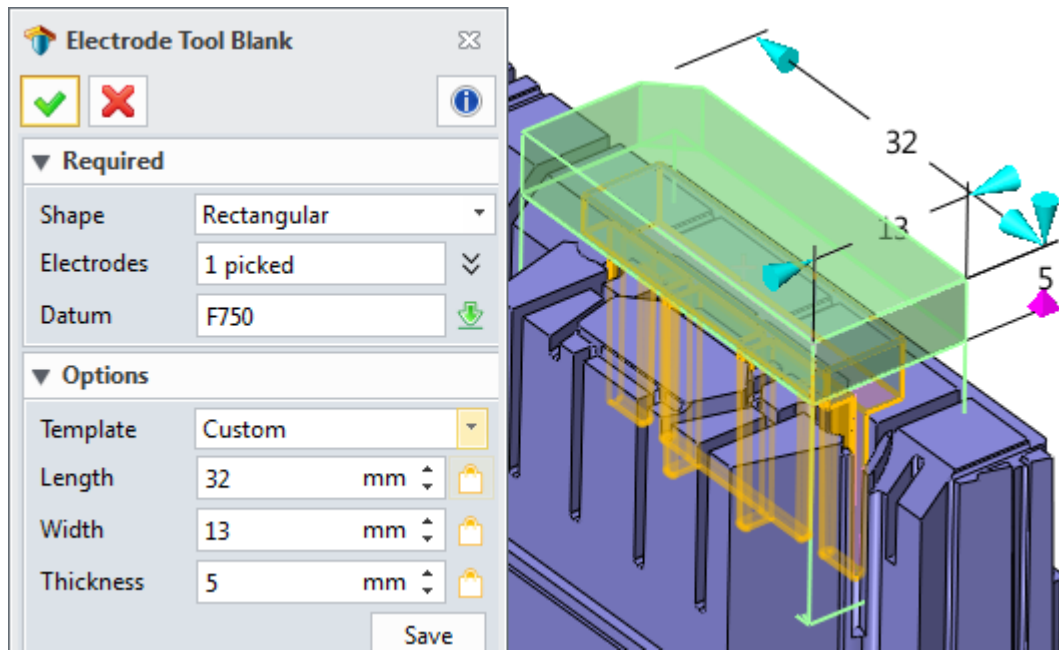 Electrode Tool Blank
Required
Shape Rectangular
Electrodes 1 picked
Datum F750
Options
Template Custom
Length 32 mm
Width 13 mm
Thickness 5 mm
Save
32
13
5